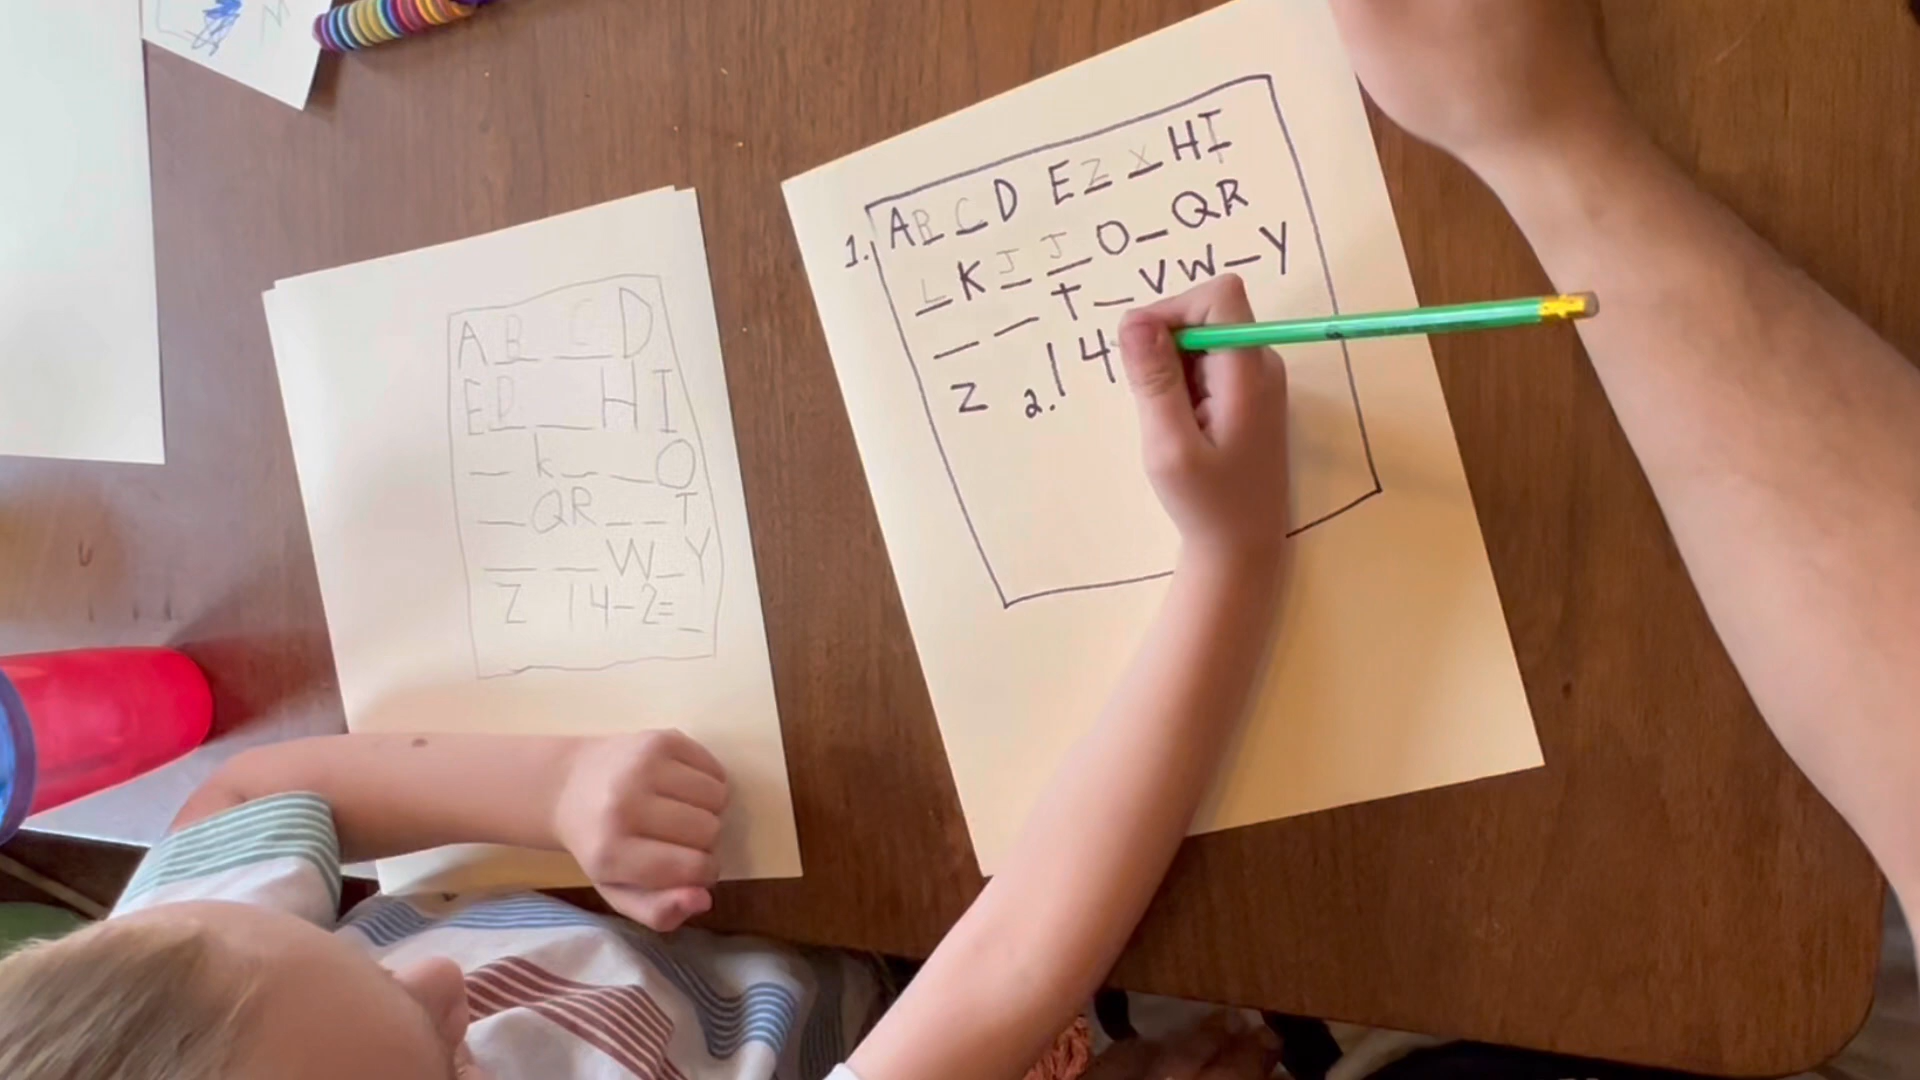 A B _ C _ D
E D _ _ H I
_ k _ _ O
_ Q R _ _ T
_ _ W _ Y
Z 14-2= _
1. A B C D E Z X H I
L K J J O _ Q R
_ _ T _ V W _ Y
Z 2. 14